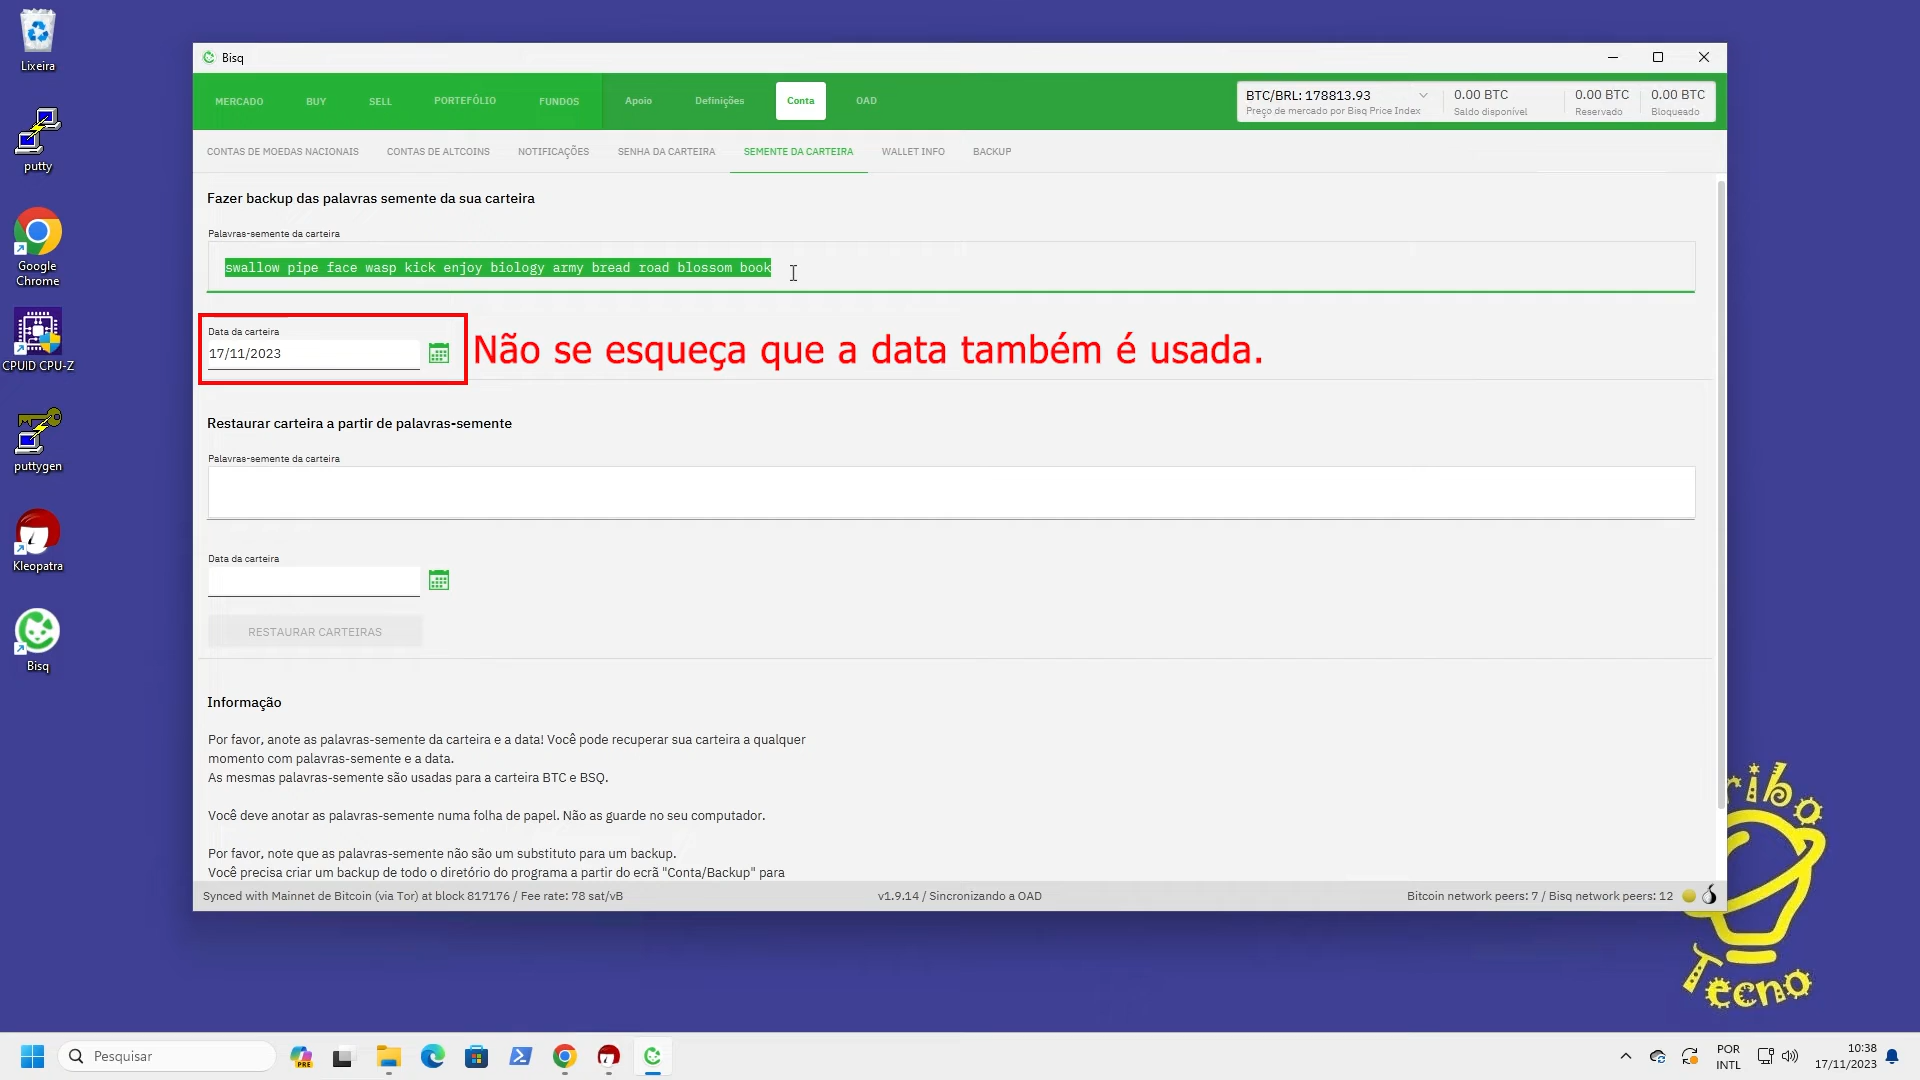 Lixeira
putty
Google
Chrome
CPUID CPU-Z
puttygen
Kleopatra
Bisq
Bisq
MERCADO BUY SELL PORTEFÓLIO FUNDOS Apoio Definições Conta OAD
BTC/BRL: 178813.93 0.00 BTC 0.00 BTC 0.00 BTC
Preço de mercado por Bisq Price Index Saldo disponível Reservado Bloqueado
CONTAS DE MOEDAS NACIONAIS CONTAS DE ALTCOINS NOTIFICAÇÕES SENHA DA CARTEIRA SEMENTE DA CARTEIRA WALLET INFO BACKUP
Fazer backup das palavras semente da sua carteira
Palavras-semente da carteira
swallow pipe face wasp kick enjoy biology army bread road blossom book
Data da carteira
17/11/2023
Não se esqueça que a data também é usada.
Restaurar carteira a partir de palavras-semente
Palavras-semente da carteira
Data da carteira
RESTAURAR CARTEIRAS
Informação
Por favor, anote as palavras-semente da carteira e a data! Você pode recuperar sua carteira a qualquer
momento com palavras-semente e a data.
As mesmas palavras-semente são usadas para a carteira BTC e BSQ.
Você deve anotar as palavras-semente numa folha de papel. Não as guarde no seu computador.
Por favor, note que as palavras-semente não são um substituto para um backup.
Você precisa criar um backup de todo o diretório do programa a partir do ecrã "Conta/Backup" para
Synced with Mainnet de Bitcoin (via Tor) at block 817176 / Fee rate: 78 sat/vB v1.9.14 / Sincronizando a OAD Bitcoin network peers: 7 / Bisq network peers: 12
Tecno
Pesquisar
PRE
POR
INTL
10:38
17/11/2023